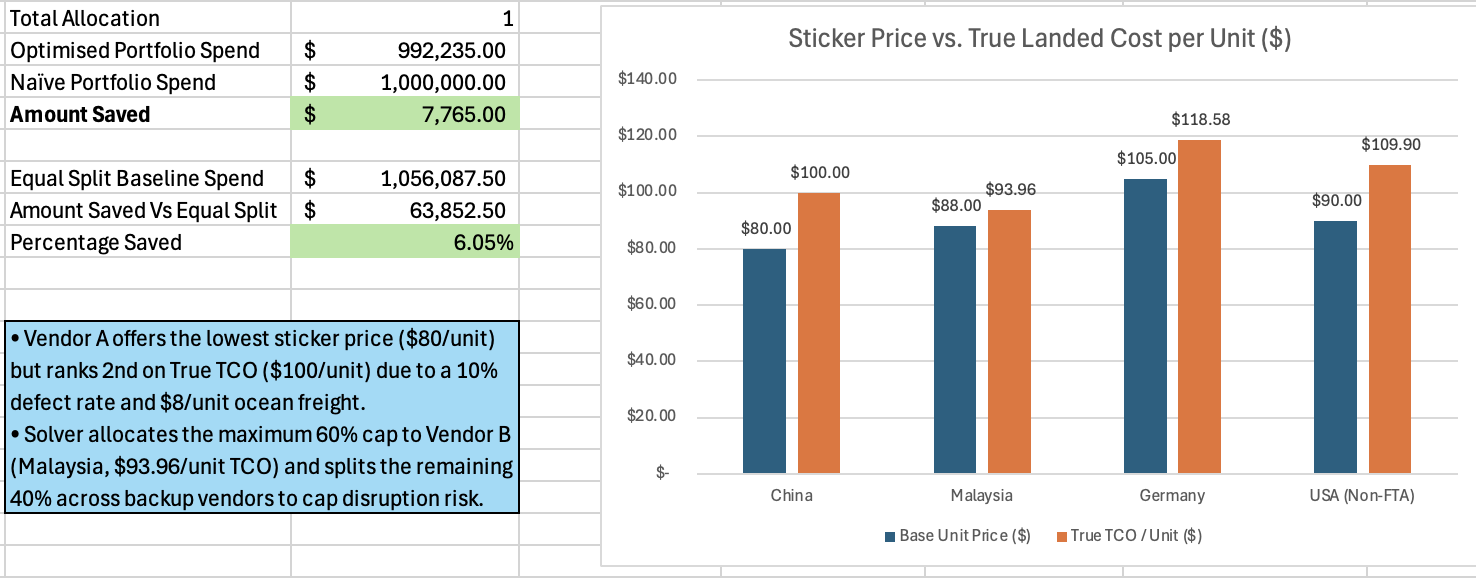 Total Allocation 1
Optimised Portfolio Spend $ 992,235.00
Naïve Portfolio Spend $ 1,000,000.00
Amount Saved $ 7,765.00
Equal Split Baseline Spend $ 1,056,087.50
Amount Saved Vs Equal Split $ 63,852.50
Percentage Saved 6.05%
• Vendor A offers the lowest sticker price ($80/unit)
but ranks 2nd on True TCO ($100/unit) due to a 10%
defect rate and $8/unit ocean freight.
• Solver allocates the maximum 60% cap to Vendor B
(Malaysia, $93.96/unit TCO) and splits the remaining
40% across backup vendors to cap disruption risk.
Sticker Price vs. True Landed Cost per Unit ($)
$140.00
$120.00
$100.00
$80.00
$60.00
$40.00
$20.00
$-
$80.00
$100.00
$88.00
$93.96
$105.00
$118.58
$90.00
$109.90
China Malaysia Germany USA (Non-FTA)
Base Unit Price ($) True TCO / Unit ($)